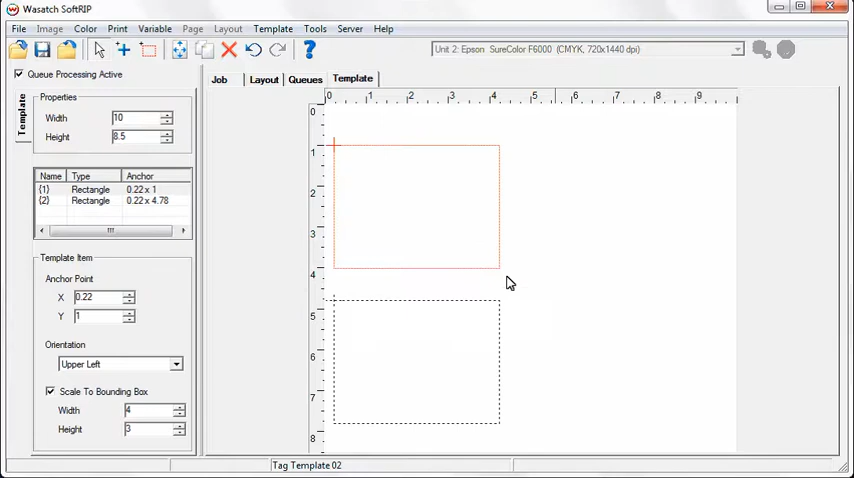 Wasatch SoftRIP
File Image Color Print Variable Page Layout Template Tools Server Help
Unit 2: Epson SureColor F6000 (CMYK, 720x1440 dpi)
Queue Processing Active
Job Layout Queues Template
Template
Properties
Width 10
Height 8.5
Name Type Anchor
{1} Rectangle 0.22 x 1
{2} Rectangle 0.22 x 4.78
Template Item
Anchor Point
X 0.22
Y 1
Orientation
Upper Left
Scale To Bounding Box
Width 4
Height 3
0 1 2 3 4 5 6 7 8 9
0
1
2
3
4
5
6
7
8
Tag Template 02